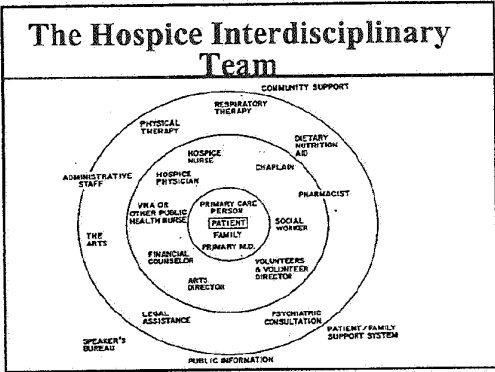 The Hospice Interdisciplinary
Team
COMMUNITY SUPPORT
RESPIRATORY
THERAPY
PHYSICAL
THERAPY
DIETARY
NUTRITION
AID
HOSPICE
NURSE
CHAPLAIN
ADMINISTRATIVE
STAFF
HOSPICE
PHYSICIAN
PHARMACIST
PRIMARY CARE
PERSON
VNA OR
OTHER PUBLIC
HEALTH NURSE
PATIENT
SOCIAL
WORKER
FAMILY
THE
ARTS
PRIMARY M.D.
FINANCIAL
COUNSELOR
VOLUNTEERS
& VOLUNTEER
DIRECTOR
ARTS
DIRECTOR
LEGAL
ASSISTANCE
PSYCHIATRIC
CONSULTATION
SPEAKER'S
BUREAU
PATIENT/FAMILY
SUPPORT SYSTEM
PUBLIC INFORMATION